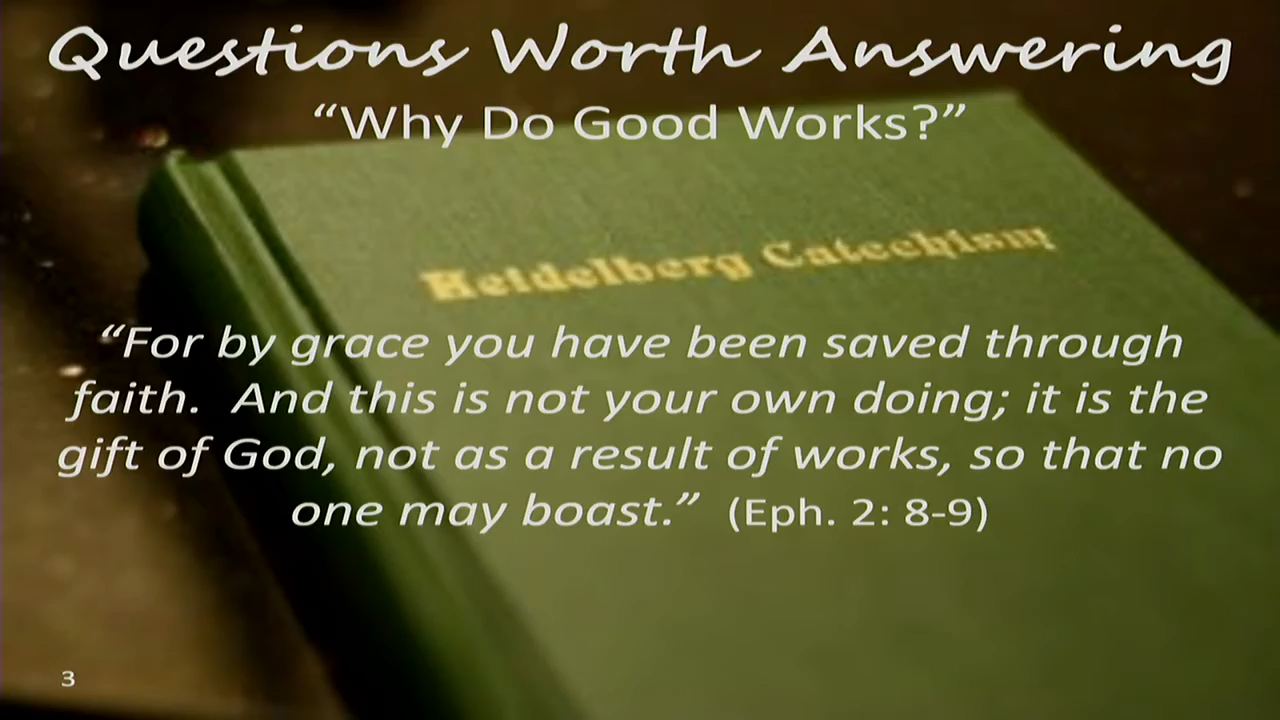 Questions Worth Answering
“Why Do Good Works?”
Heidelberg Catechism
“For by grace you have been saved through
faith.  And this is not your own doing; it is the
gift of God, not as a result of works, so that no
one may boast.”  (Eph. 2: 8-9)
3